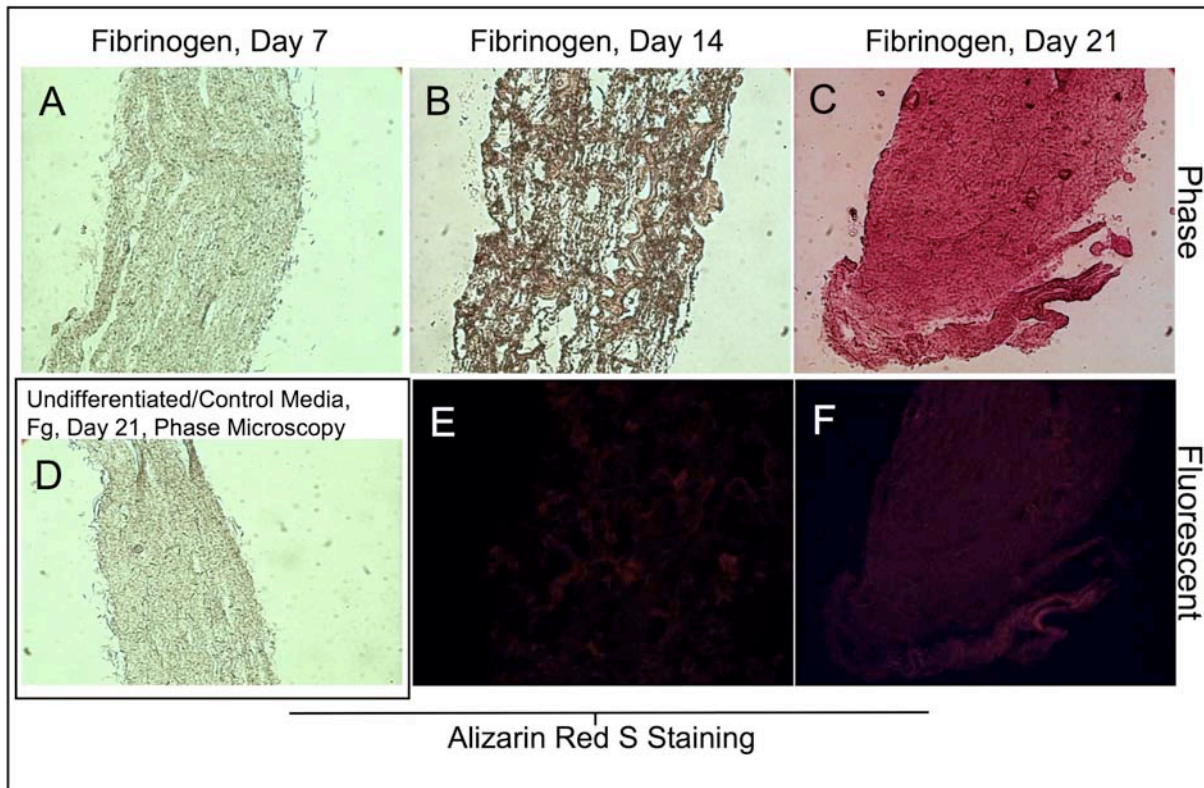 Fibrinogen, Day 7
Fibrinogen, Day 14
Fibrinogen, Day 21
A
B
C
Phase
Undifferentiated/Control Media,
Fg, Day 21, Phase Microscopy
D
E
F
Fluorescent
Alizarin Red S Staining